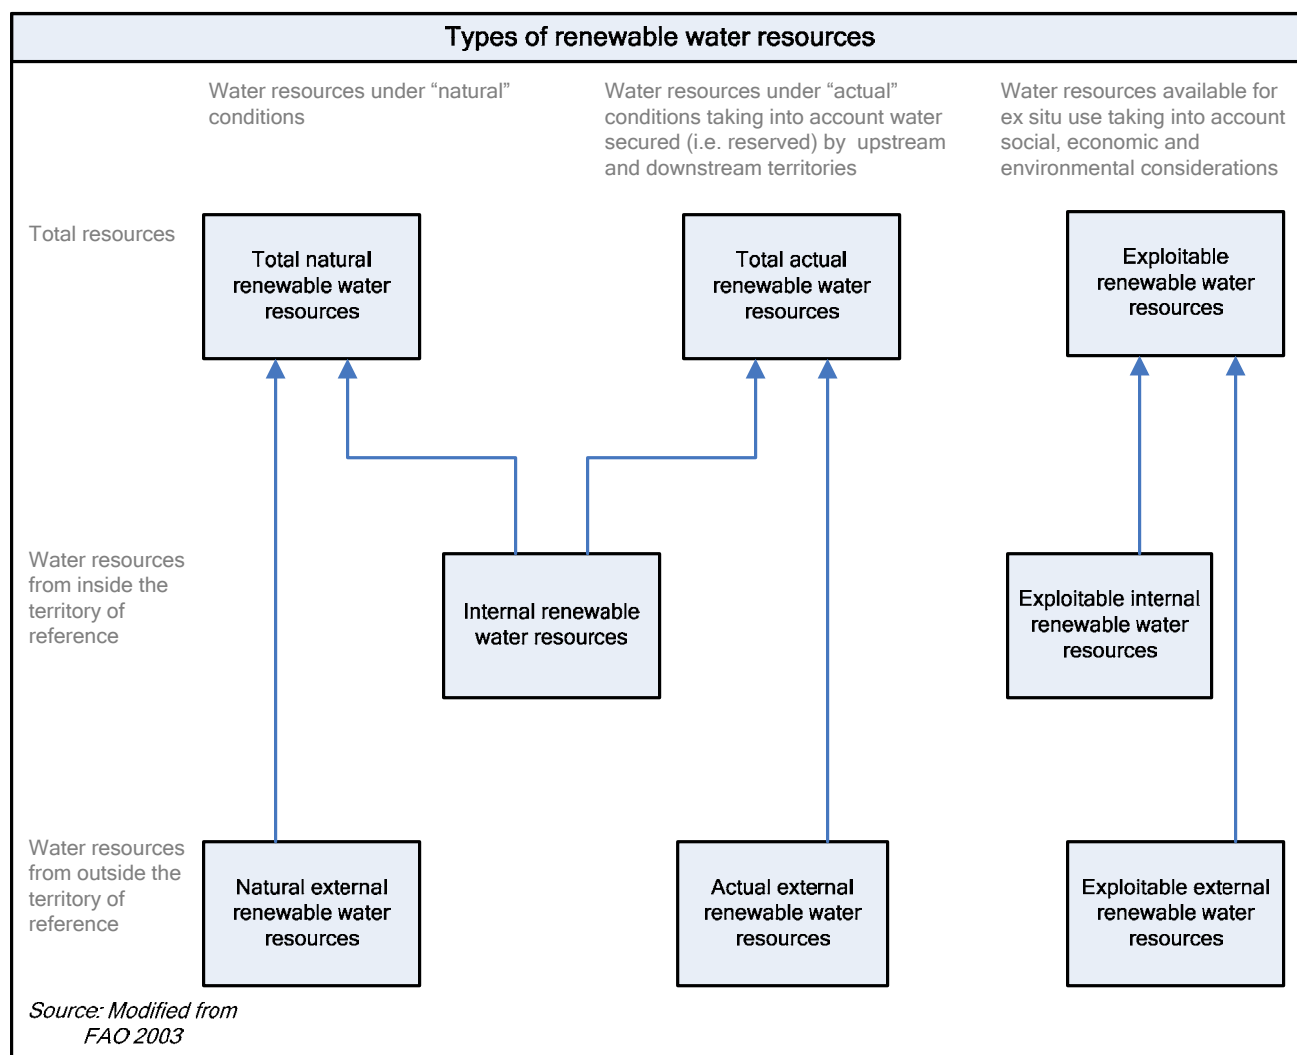 Types of renewable water resources
Water resources under “natural”
conditions
Water resources under “actual”
conditions taking into account water
secured (i.e. reserved) by upstream
and downstream territories
Water resources available for
ex situ use taking into account
social, economic and
environmental considerations
Total resources
Total natural
renewable water
resources
Total actual
renewable water
resources
Exploitable
renewable water
resources
Water resources
from inside the
territory of
reference
Internal renewable
water resources
Exploitable internal
renewable water
resources
Water resources
from outside the
territory of
reference
Natural external
renewable water
resources
Actual external
renewable water
resources
Exploitable external
renewable water
resources
Source: Modified from
FAO 2003